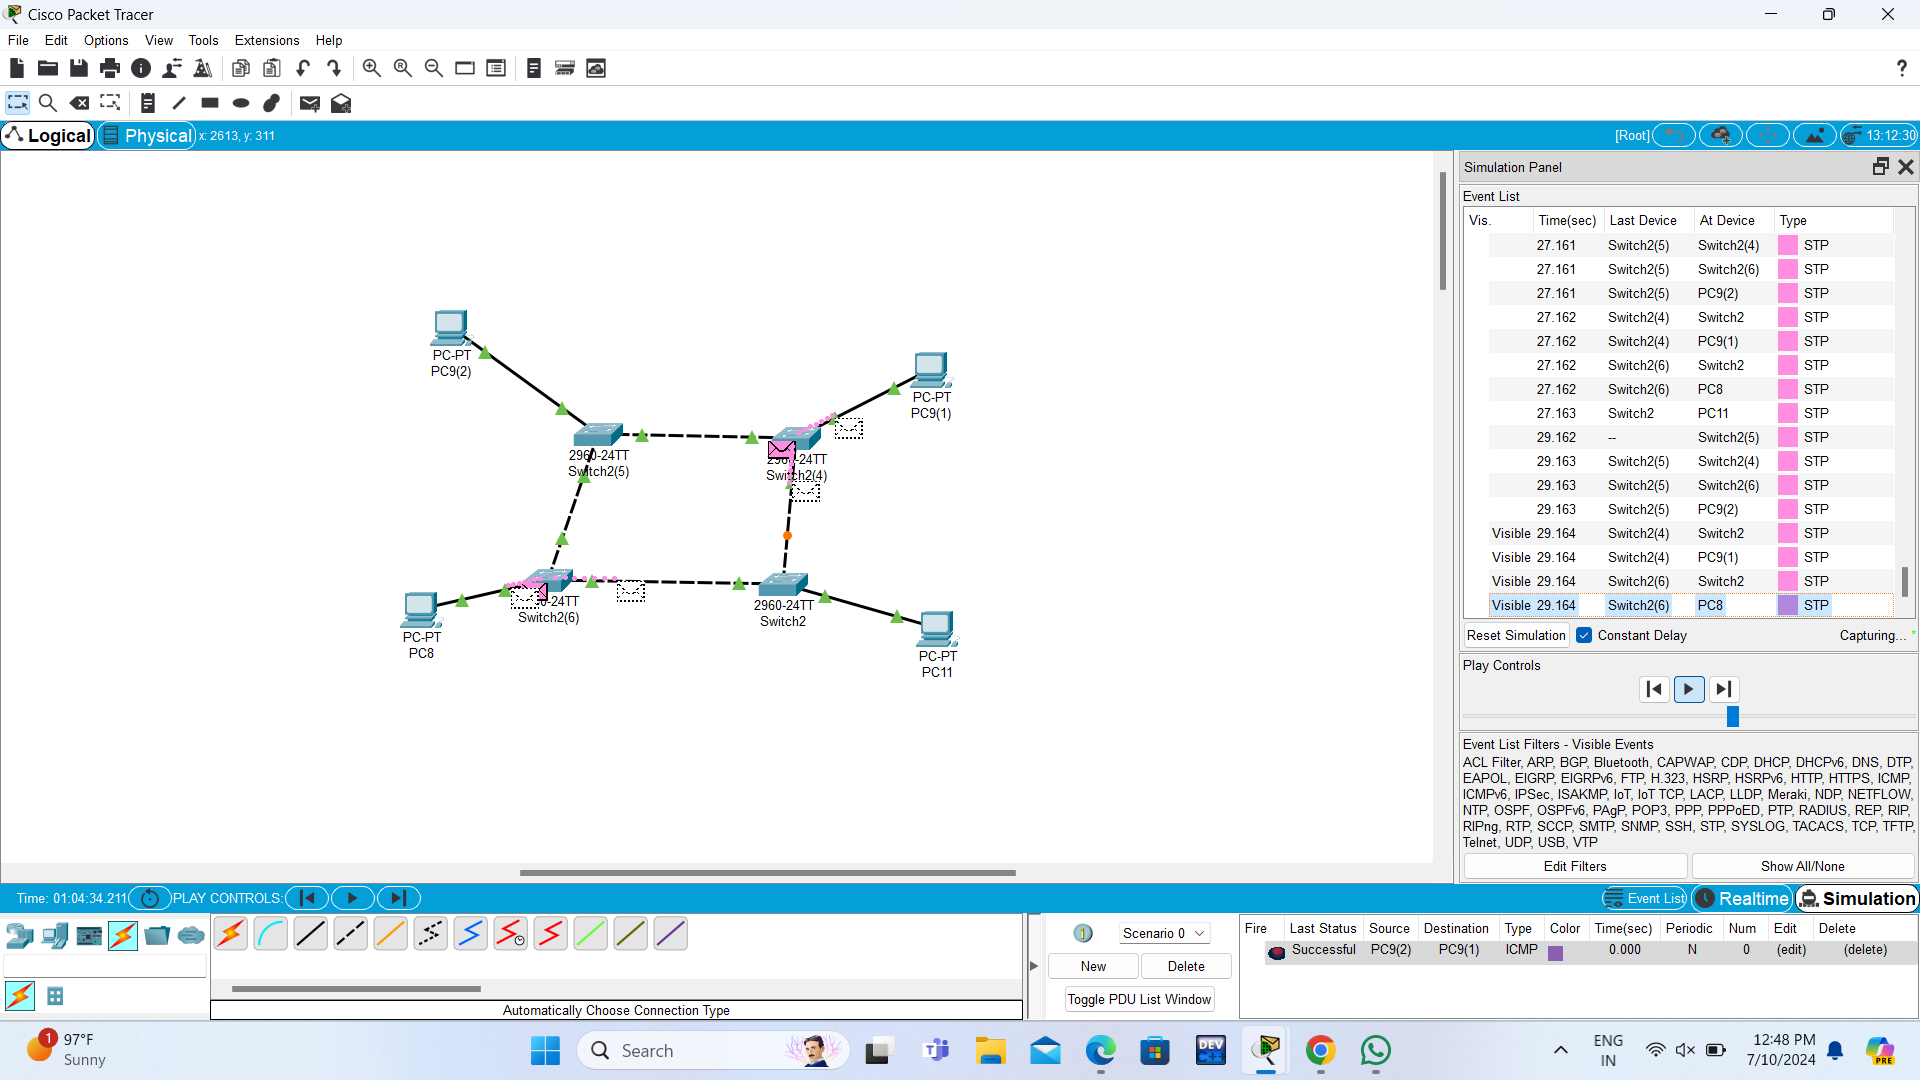 Cisco Packet Tracer
File Edit Options View Tools Extensions Help
?
Logical Physical x: 2613, y: 311 [Root] 13:12:30
Simulation Panel
Event List
Vis. Time(sec) Last Device At Device Type
27.161 Switch2(5) Switch2(4) STP
27.161 Switch2(5) Switch2(6) STP
27.161 Switch2(5) PC9(2) STP
27.162 Switch2(4) Switch2 STP
27.162 Switch2(4) PC9(1) STP
27.162 Switch2(6) Switch2 STP
27.162 Switch2(6) PC8 STP
27.163 Switch2 PC11 STP
29.162 -- Switch2(5) STP
29.163 Switch2(5) Switch2(4) STP
29.163 Switch2(5) Switch2(6) STP
29.163 Switch2(5) PC9(2) STP
Visible 29.164 Switch2(4) Switch2 STP
Visible 29.164 Switch2(4) PC9(1) STP
Visible 29.164 Switch2(6) Switch2 STP
Visible 29.164 Switch2(6) PC8 STP
Reset Simulation Constant Delay Capturing...
Play Controls
Event List Filters - Visible Events
ACL Filter, ARP, BGP, Bluetooth, CAPWAP, CDP, DHCP, DHCPv6, DNS, DTP,
EAPOL, EIGRP, EIGRPv6, FTP, H.323, HSRP, HSRPv6, HTTP, HTTPS, ICMP,
ICMPv6, IPSec, ISAKMP, IoT, IoT TCP, LACP, LLDP, Meraki, NDP, NETFLOW,
NTP, OSPF, OSPFv6, PAgP, POP3, PPP, PPPoED, PTP, RADIUS, REP, RIP,
RIPng, RTP, SCCP, SMTP, SNMP, SSH, STP, SYSLOG, TACACS, TCP, TFTP,
Telnet, UDP, USB, VTP
Edit Filters Show All/None
PC-PT
PC9(2)
PC-PT
PC9(1)
2960-24TT
Switch2(5)
-24TT
Switch2(4)
-24TT
Switch2(6)
2960-24TT
Switch2
PC-PT
PC8
PC-PT
PC11
Time: 01:04:34.211 PLAY CONTROLS: Event List Realtime Simulation
Automatically Choose Connection Type
Scenario 0
New Delete
Toggle PDU List Window
Fire Last Status Source Destination Type Color Time(sec) Periodic Num Edit Delete
Successful PC9(2) PC9(1) ICMP 0.000 N 0 (edit) (delete)
1
97°F
Sunny
Search
DEV
ENG
IN
12:48 PM
7/10/2024
PRE